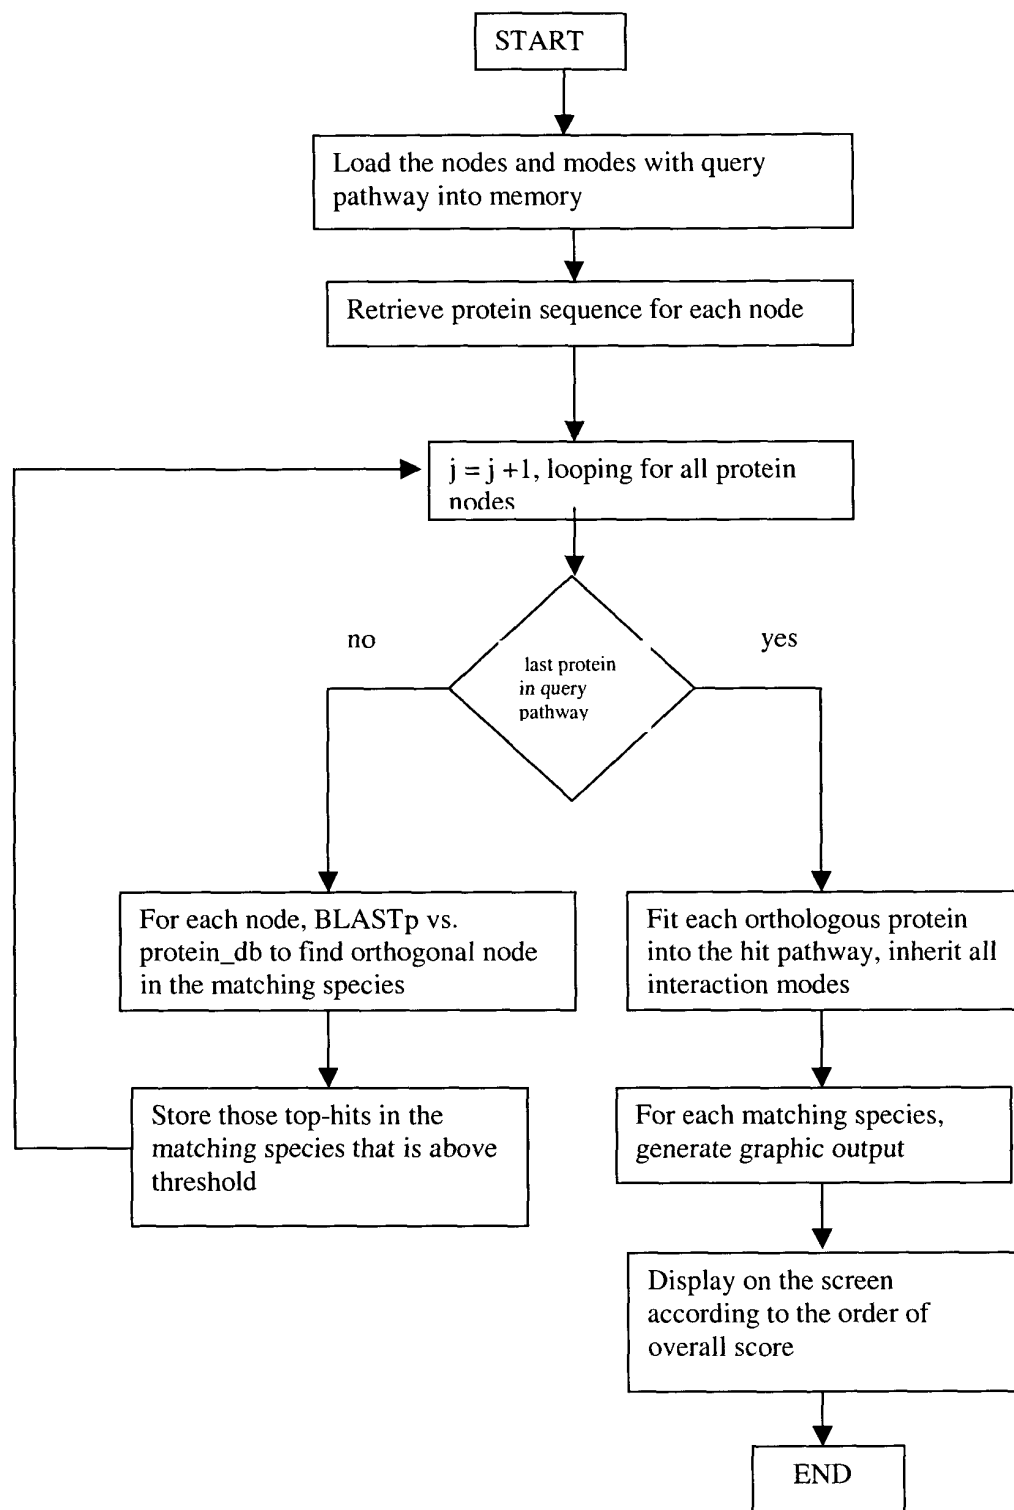 START
Load the nodes and modes with query
pathway into memory
Retrieve protein sequence for each node
j = j +1, looping for all protein
nodes
no
yes
last protein
in query
pathway
For each node, BLASTp vs.
protein_db to find orthogonal node
in the matching species
Fit each orthologous protein
into the hit pathway, inherit all
interaction modes
Store those top-hits in the
matching species that is above
threshold
For each matching species,
generate graphic output
Display on the screen
according to the order of
overall score
END